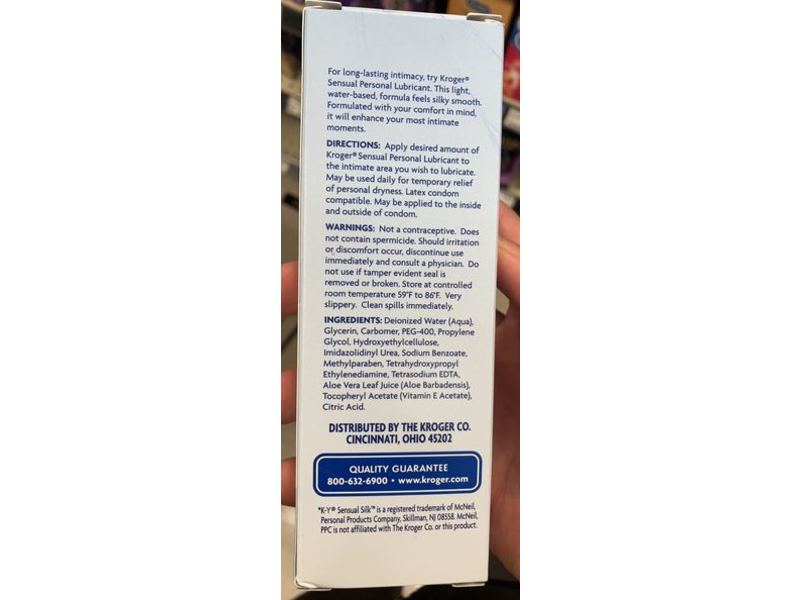 For long-lasting intimacy, try Kroger®
Sensual Personal Lubricant. This light,
water-based, formula feels silky smooth.
Formulated with your comfort in mind,
it will enhance your most intimate
moments.
DIRECTIONS: Apply desired amount of
Kroger® Sensual Personal Lubricant to
the intimate area you wish to lubricate.
May be used daily for temporary relief
of personal dryness. Latex condom
compatible. May be applied to the inside
and outside of condom.
WARNINGS: Not a contraceptive. Does
not contain spermicide. Should irritation
or discomfort occur, discontinue use
immediately and consult a physician. Do
not use if tamper evident seal is
removed or broken. Store at controlled
room temperature 59°F to 86°F. Very
slippery. Clean spills immediately.
INGREDIENTS: Deionized Water (Aqua),
Glycerin, Carbomer, PEG-400, Propylene
Glycol, Hydroxyethylcellulose,
Imidazolidinyl Urea, Sodium Benzoate,
Methylparaben, Tetrahydroxypropyl
Ethylenediamine, Tetrasodium EDTA,
Aloe Vera Leaf Juice (Aloe Barbadensis),
Tocopheryl Acetate (Vitamin E Acetate),
Citric Acid.
DISTRIBUTED BY THE KROGER CO.
CINCINNATI, OHIO 45202
QUALITY GUARANTEE
800-632-6900 • www.kroger.com
*K-Y® Sensual Silk™ is a registered trademark of McNeil,
Personal Products Company, Skillman, NJ 08558. McNeil,
PPC is not affiliated with The Kroger Co. or this product.